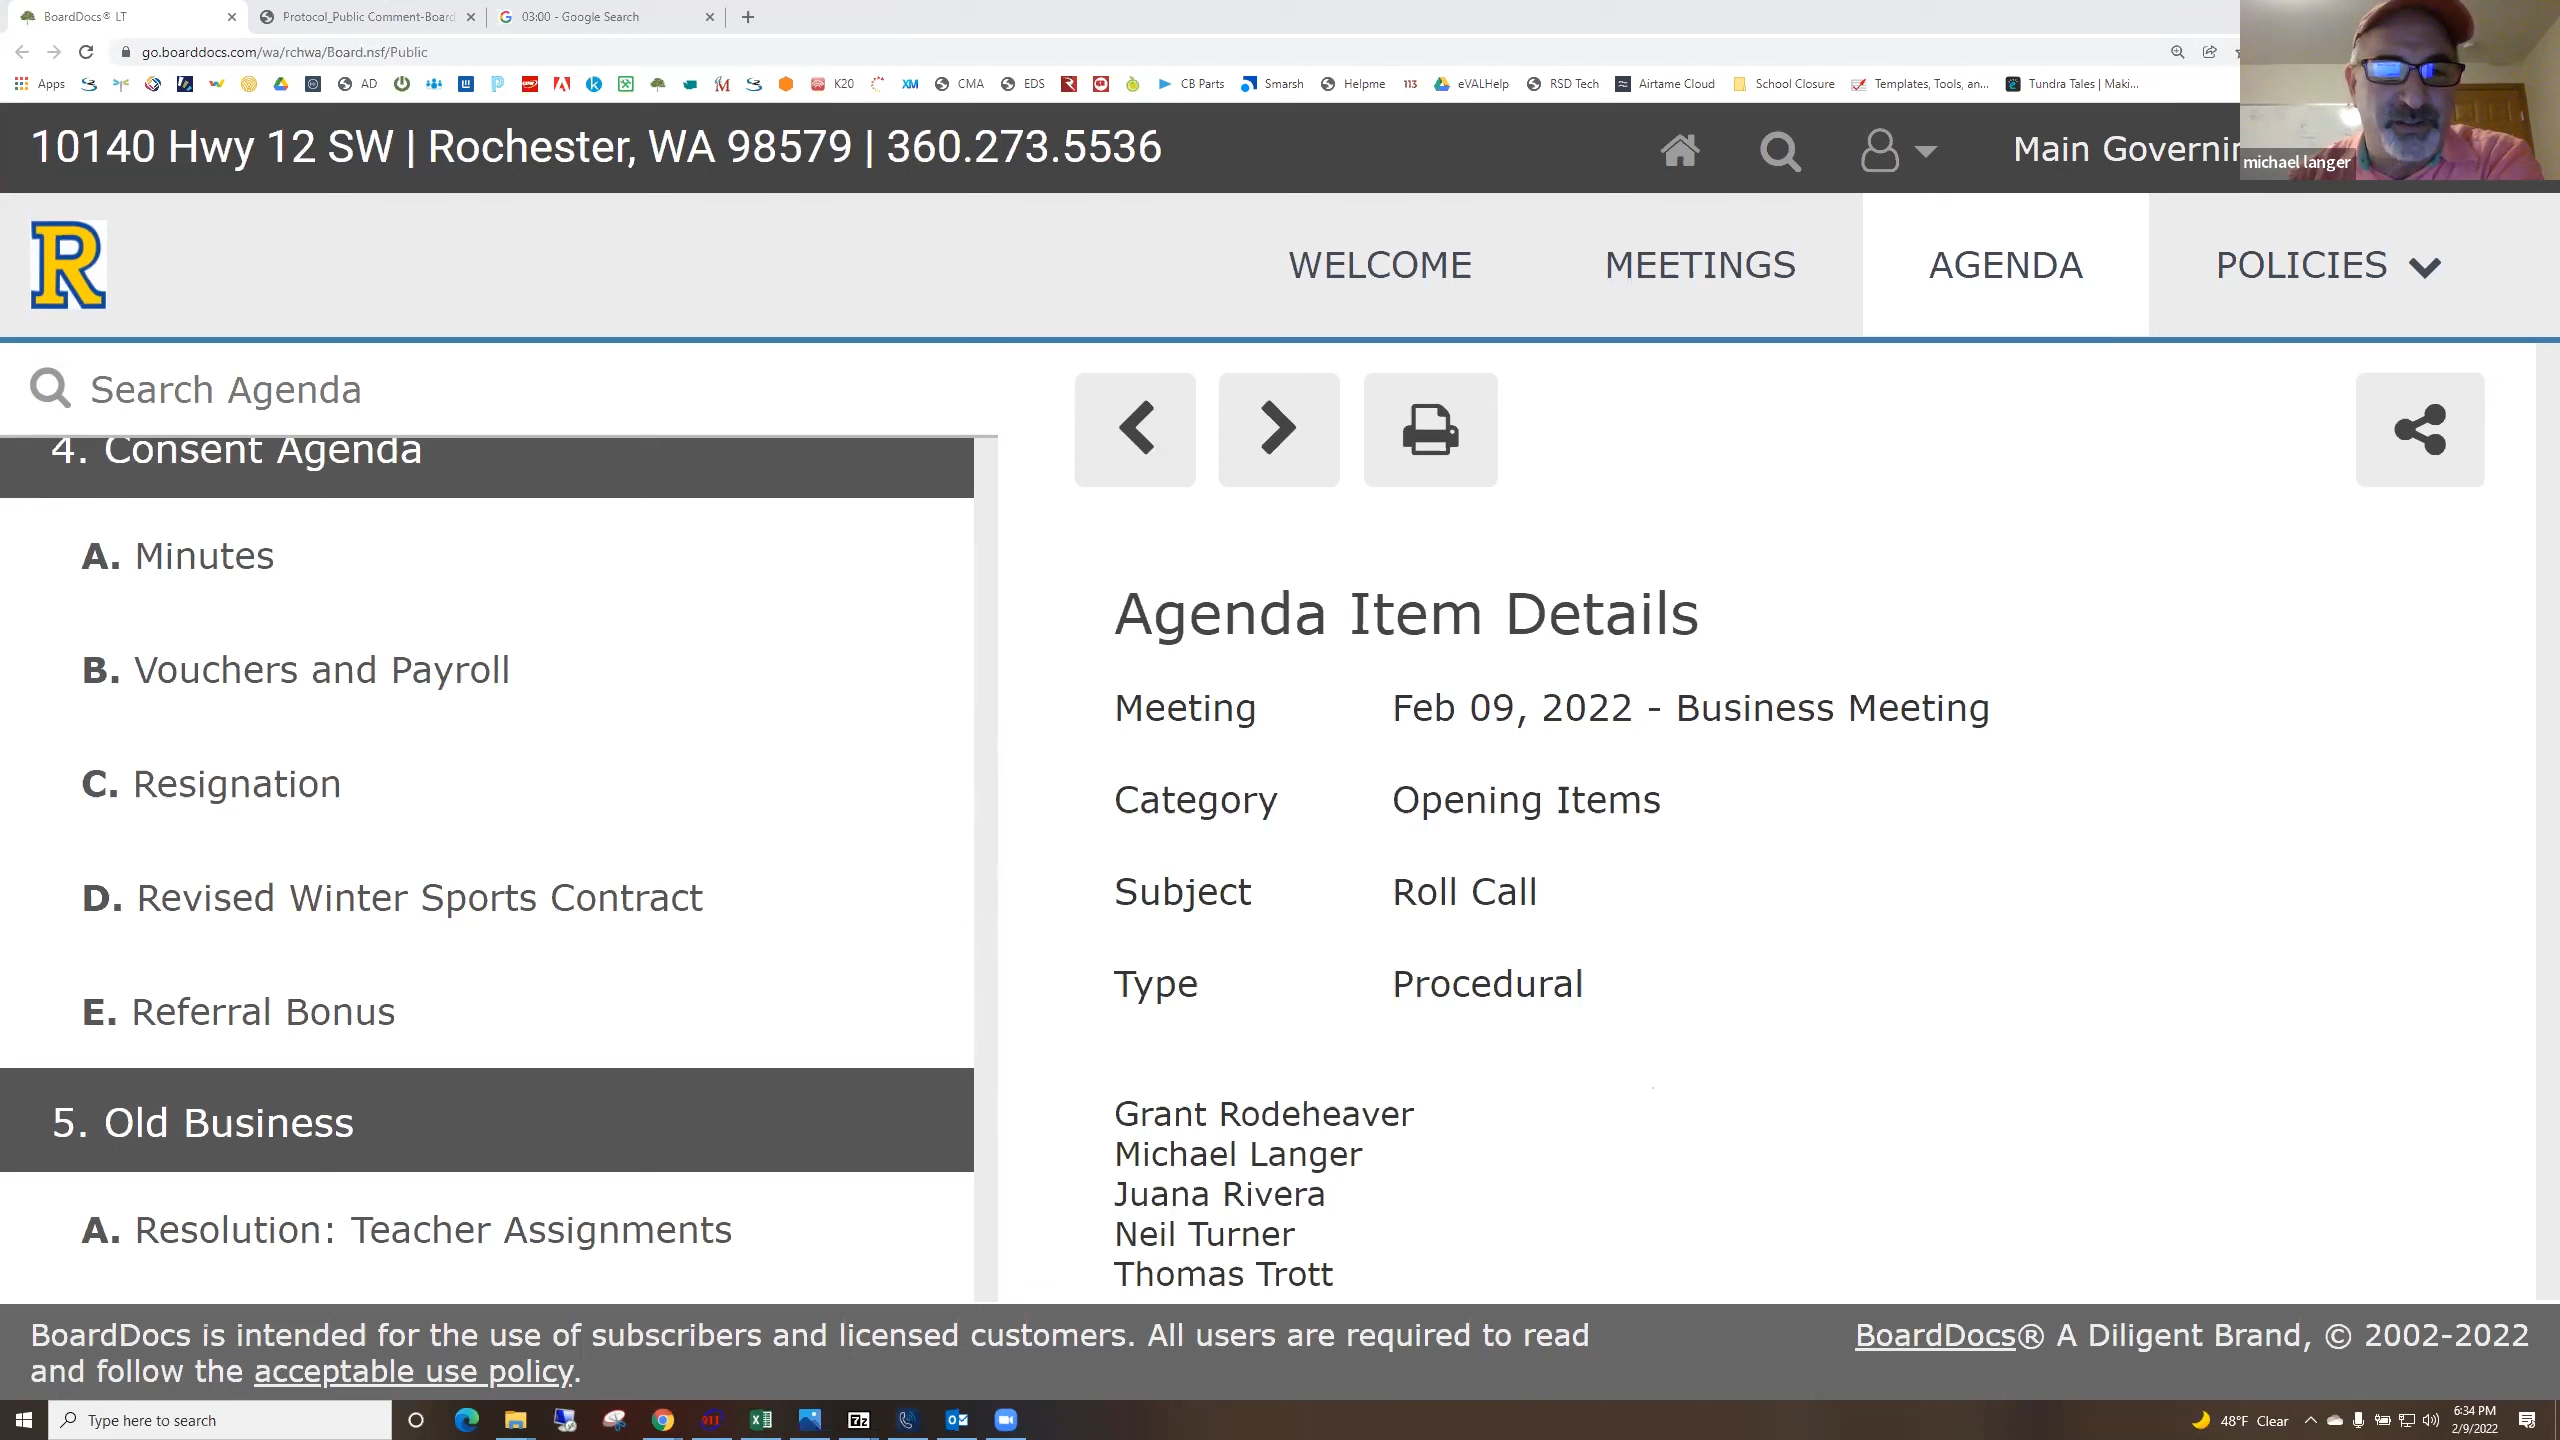 BoardDocs® LT
Protocol_Public Comment-Board
03:00 - Google Search
go.boarddocs.com/wa/rchwa/Board.nsf/Public
Apps
AD
K20
XM
CMA
EDS
CB Parts
Smarsh
Helpme
113
eVALHelp
RSD Tech
Airtame Cloud
School Closure
Templates, Tools, an...
Tundra Tales | Maki...
10140 Hwy 12 SW | Rochester, WA 98579 | 360.273.5536
Main Governin
michael langer
R
WELCOME
MEETINGS
AGENDA
POLICIES
Search Agenda
4. Consent Agenda
A. Minutes
B. Vouchers and Payroll
C. Resignation
D. Revised Winter Sports Contract
E. Referral Bonus
5. Old Business
A. Resolution: Teacher Assignments
Agenda Item Details
Meeting Feb 09, 2022 - Business Meeting
Category Opening Items
Subject Roll Call
Type Procedural
Grant Rodeheaver
Michael Langer
Juana Rivera
Neil Turner
Thomas Trott
BoardDocs is intended for the use of subscribers and licensed customers. All users are required to read
and follow the acceptable use policy.
BoardDocs® A Diligent Brand, © 2002-2022
Type here to search
911
7z
48°F Clear
6:34 PM
2/9/2022